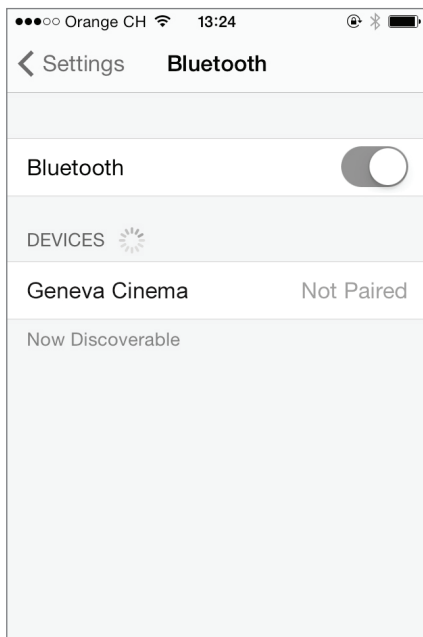 Orange CH 13:24
Settings Bluetooth
Bluetooth
DEVICES
Geneva Cinema Not Paired
Now Discoverable